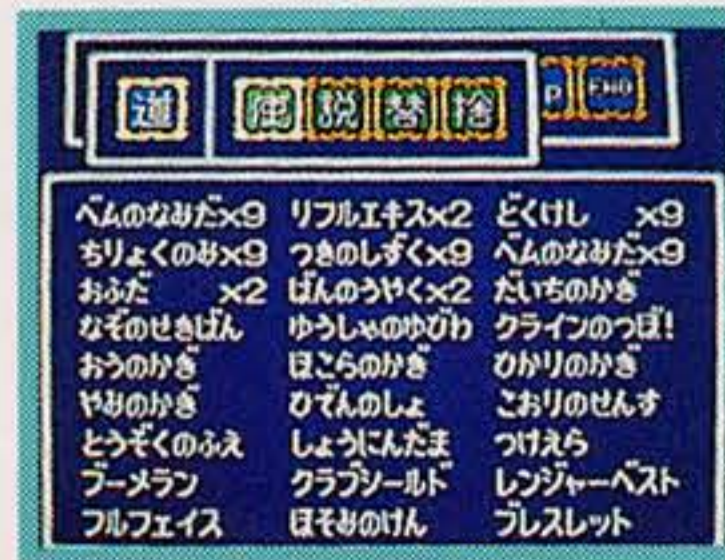 道 使 説 替 捨 P END
ベムのなみだ×9 リフルエキス×2 どくけし ×9
ちりょくのみ×9 つきのしずく×9 ベムのなみだ×9
おふだ ×2 ばんのうやく×2 だいちのかぎ
なぞのせきばん ゆうしゃのゆびわ クラインのつぼ!
おうのかぎ ほこらのかぎ ひかりのかぎ
やみのかぎ ひでんのしょ こおりのせんす
とうぞくのふえ しょうにんだま つけえら
ブーメラン クラブシールド レンジャーベスト
フルフェイス ほそみのけん ブレスレット